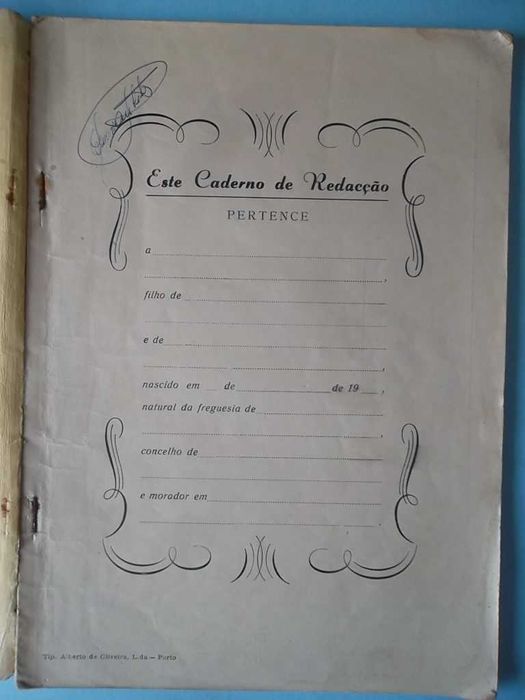 Este Caderno de Redacção
PERTENCE
a
,
filho de
e de
,
nascido em de de 19 ,
natural da freguesia de
,
concelho de
e morador em
.
Tip. Alberto de Oliveira, L.da — Porto